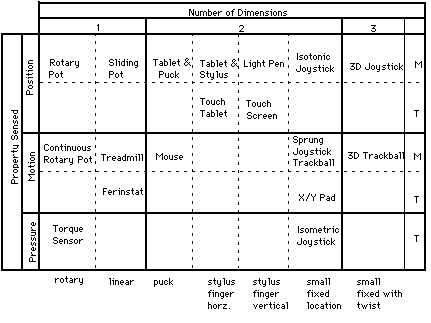 Number of Dimensions
1 2 3
Property Sensed
Position
Rotary Pot
Sliding Pot
Tablet & Puck
Tablet & Stylus
Light Pen
Isotonic Joystick
3D Joystick
M
Touch Tablet
Touch Screen
T
Motion
Continuous Rotary Pot
Treadmill
Mouse
Sprung Joystick Trackball
3D Trackball
M
Ferinstat
X/Y Pad
T
Pressure
Torque Sensor
Isometric Joystick
T
rotary
linear
puck
stylus finger horz.
stylus finger vertical
small fixed location
small fixed with twist